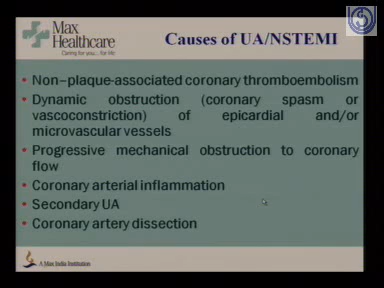 Max
Healthcare
Caring for you... for life
Causes of UA/NSTEMI
• Non–plaque-associated coronary thromboembolism
• Dynamic obstruction (coronary spasm or
vascoconstriction) of epicardial and/or
microvascular vessels
• Progressive mechanical obstruction to coronary
flow
• Coronary arterial inflammation
• Secondary UA
• Coronary artery dissection
A Max India Institution